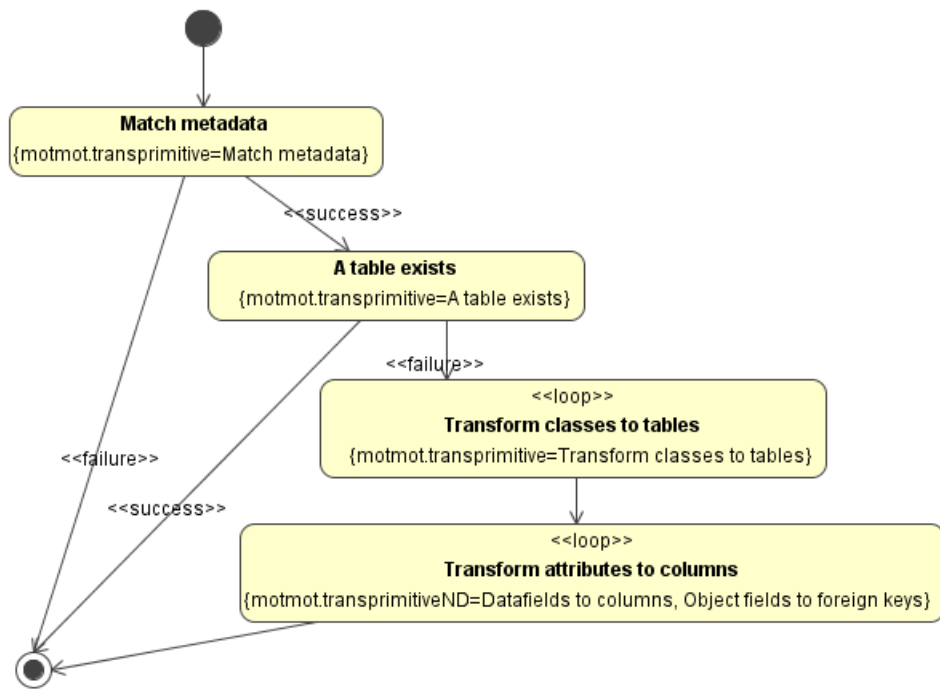 Match metadata
{motmot.transprimitive=Match metadata}
<<success>>
A table exists
{motmot.transprimitive=A table exists}
<<failure>>
<<loop>>
Transform classes to tables
{motmot.transprimitive=Transform classes to tables}
<<failure>>
<<success>>
<<loop>>
Transform attributes to columns
{motmot.transprimitiveND=Datafields to columns, Object fields to foreign keys}